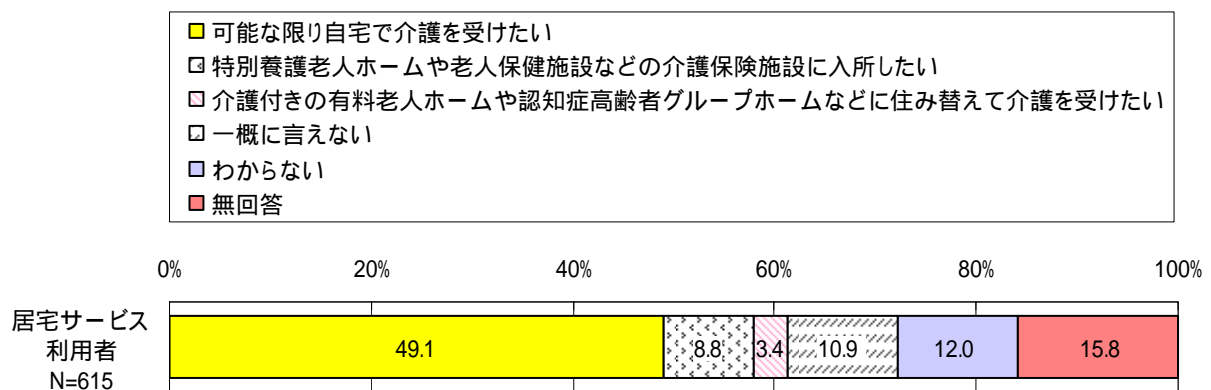 可能な限り自宅で介護を受けたい
特別養護老人ホームや老人保健施設などの介護保険施設に入所したい
介護付きの有料老人ホームや認知症高齢者グループホームなどに住み替えて介護を受けたい
一概に言えない
わからない
無回答
0% 20% 40% 60% 80% 100%
居宅サービス
利用者
N=615
49.1 8.8 3.4 10.9 12.0 15.8